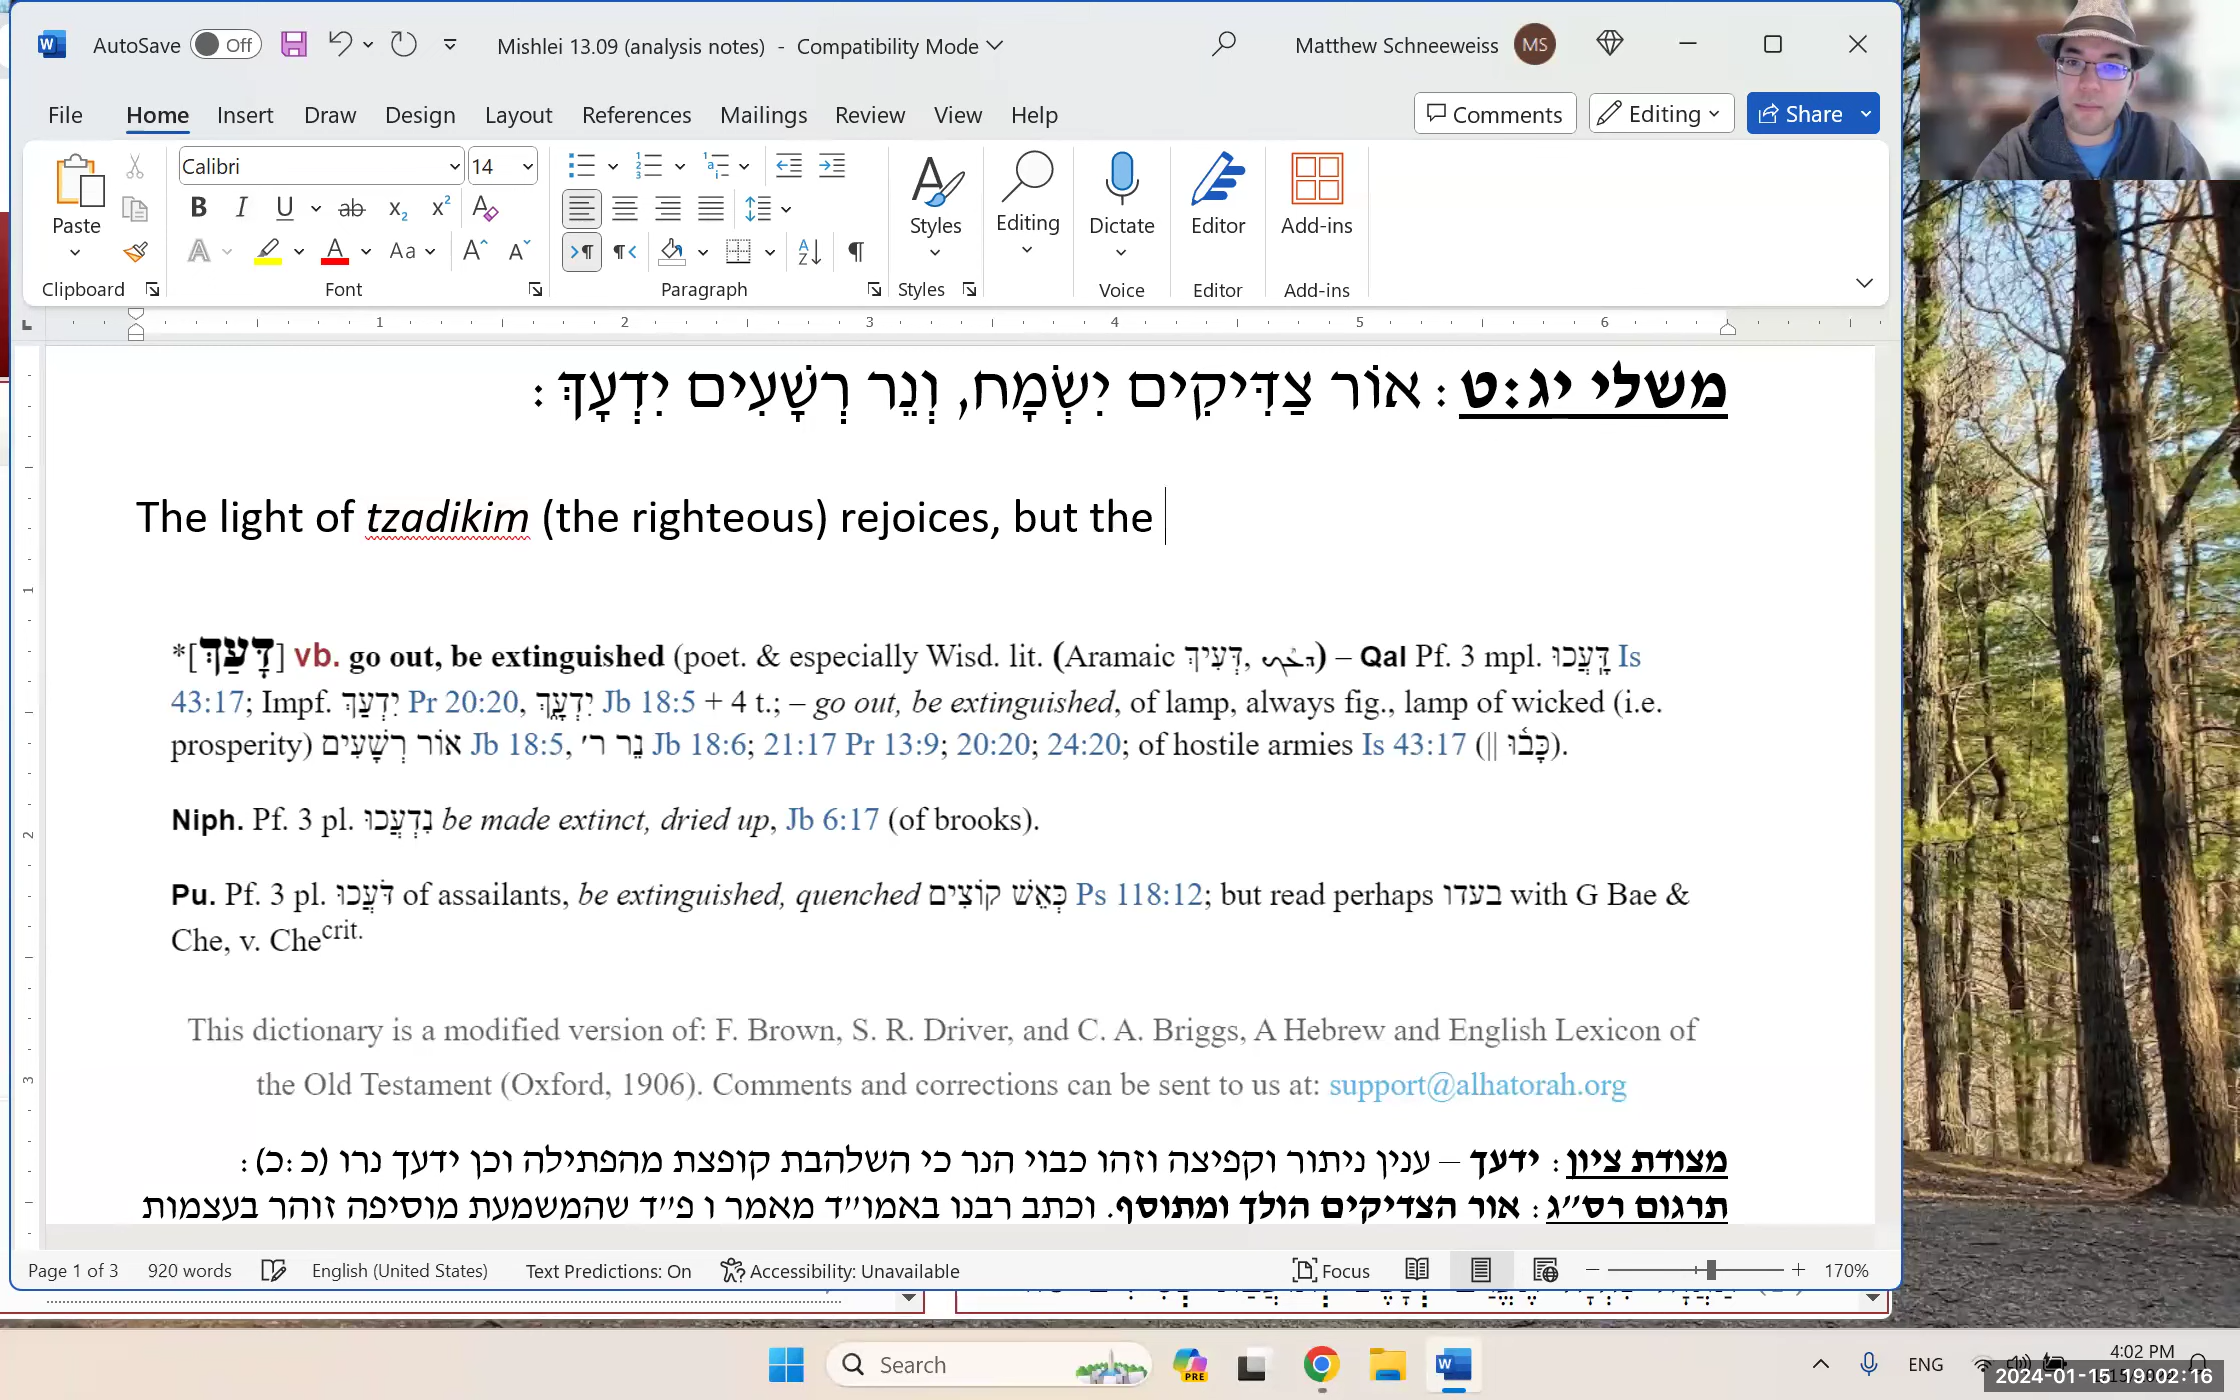 AutoSave Off Mishlei 13.09 (analysis notes) - Compatibility Mode Matthew Schneeweiss MS
File Home Insert Draw Design Layout References Mailings Review View Help Comments Editing Share
Calibri 14
Paste Styles Editing Dictate Editor Add-ins
Clipboard Font Paragraph Styles Voice Editor Add-ins
1 2 3 4 5 6
משלי יג:ט: אוֹר צַדִּיקִים יִשְׂמָח, וְנֵר רְשָׁעִים יִדְעָךְ:
The light of tzadikim (the righteous) rejoices, but the
*[דָּעַךְ] vb. go out, be extinguished (poet. & especially Wisd. lit. (Aramaic דְּעִיךְ, ) – Qal Pf. 3 mpl. דָּֽעֲכוּ Is
43:17; Impf. יִדְעַךְ Pr 20:20, יִדְעָ֑ךְ Jb 18:5 + 4 t.; – go out, be extinguished, of lamp, always fig., lamp of wicked (i.e.
prosperity) אוֹר רְשָׁעִים Jb 18:5, נֵר ר׳ Jb 18:6; 21:17 Pr 13:9; 20:20; 24:20; of hostile armies Is 43:17 (|| כָּבוּ).
Niph. Pf. 3 pl. נִדְעֲכוּ be made extinct, dried up, Jb 6:17 (of brooks).
Pu. Pf. 3 pl. דֹּעֲכוּ of assailants, be extinguished, quenched כְּאֵשׁ קוֹצִים Ps 118:12; but read perhaps בערו with G Bae &
Che, v. Checrit.
This dictionary is a modified version of: F. Brown, S. R. Driver, and C. A. Briggs, A Hebrew and English Lexicon of
the Old Testament (Oxford, 1906). Comments and corrections can be sent to us at: support@alhatorah.org
מצודת ציון: ידעך – ענין ניתור וקפיצה וזהו כבוי הנר כי השלהבת קופצת מהפתילה וכן ידעך נרו (כ:כ):
תרגום רס״ג: אור הצדיקים הולך ומתוסף. וכתב רבנו באמו״ד מאמר ו פ״ד שהמשמעת מוסיפה זוהר בעצמות
Page 1 of 3 920 words English (United States) Text Predictions: On Accessibility: Unavailable Focus 170%
Search PRE ENG 4:02 PM
2024-01-15 19:02:16